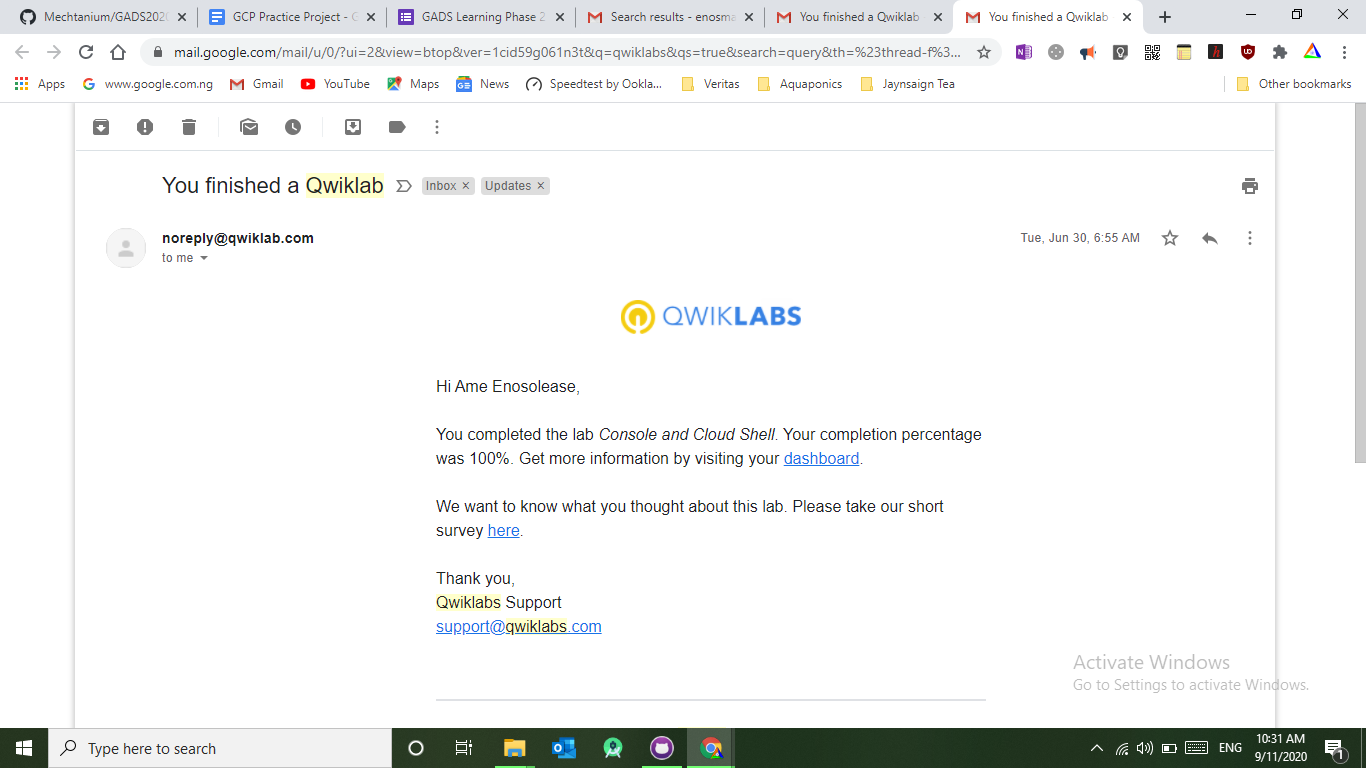 Mechtanium/GADS202
GCP Practice Project - G
GADS Learning Phase 2
Search results - enosma
You finished a Qwiklab
You finished a Qwiklab
mail.google.com/mail/u/0/?ui=2&view=btop&ver=1cid59g061n3t&q=qwiklabs&qs=true&search=query&th=%23thread-f%3...
Apps
www.google.com.ng
Gmail
YouTube
Maps
News
Speedtest by Ookla...
Veritas
Aquaponics
Jaynsaign Tea
Other bookmarks
You finished a Qwiklab
Inbox ×
Updates ×
noreply@qwiklab.com
Tue, Jun 30, 6:55 AM
to me
QWIKLABS
Hi Ame Enosolease,
You completed the lab Console and Cloud Shell. Your completion percentage
was 100%. Get more information by visiting your dashboard.
We want to know what you thought about this lab. Please take our short
survey here.
Thank you,
Qwiklabs Support
support@qwiklabs.com
Activate Windows
Go to Settings to activate Windows.
Type here to search
ENG
10:31 AM
9/11/2020
1